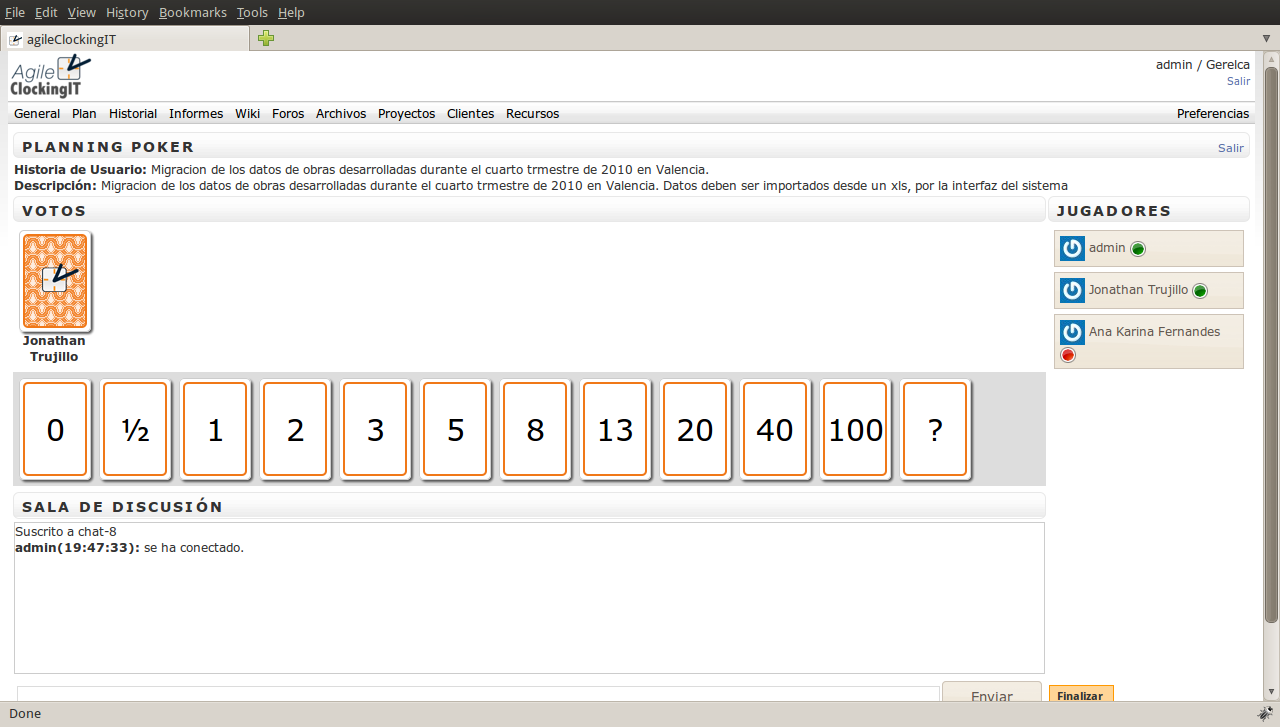 File Edit View History Bookmarks Tools Help
agileClockingIT
Agile
ClockingIT
admin / Gerelca
Salir
General Plan Historial Informes Wiki Foros Archivos Proyectos Clientes Recursos Preferencias
PLANNING POKER
Salir
Historia de Usuario: Migracion de los datos de obras desarrolladas durante el cuarto trmestre de 2010 en Valencia.
Descripción: Migracion de los datos de obras desarrolladas durante el cuarto trmestre de 2010 en Valencia. Datos deben ser importados desde un xls, por la interfaz del sistema
VOTOS
Jonathan
Trujillo
JUGADORES
admin
Jonathan Trujillo
Ana Karina Fernandes
0 ½ 1 2 3 5 8 13 20 40 100 ?
SALA DE DISCUSIÓN
Suscrito a chat-8
admin(19:47:33): se ha conectado.
Enviar
Finalizar
Done